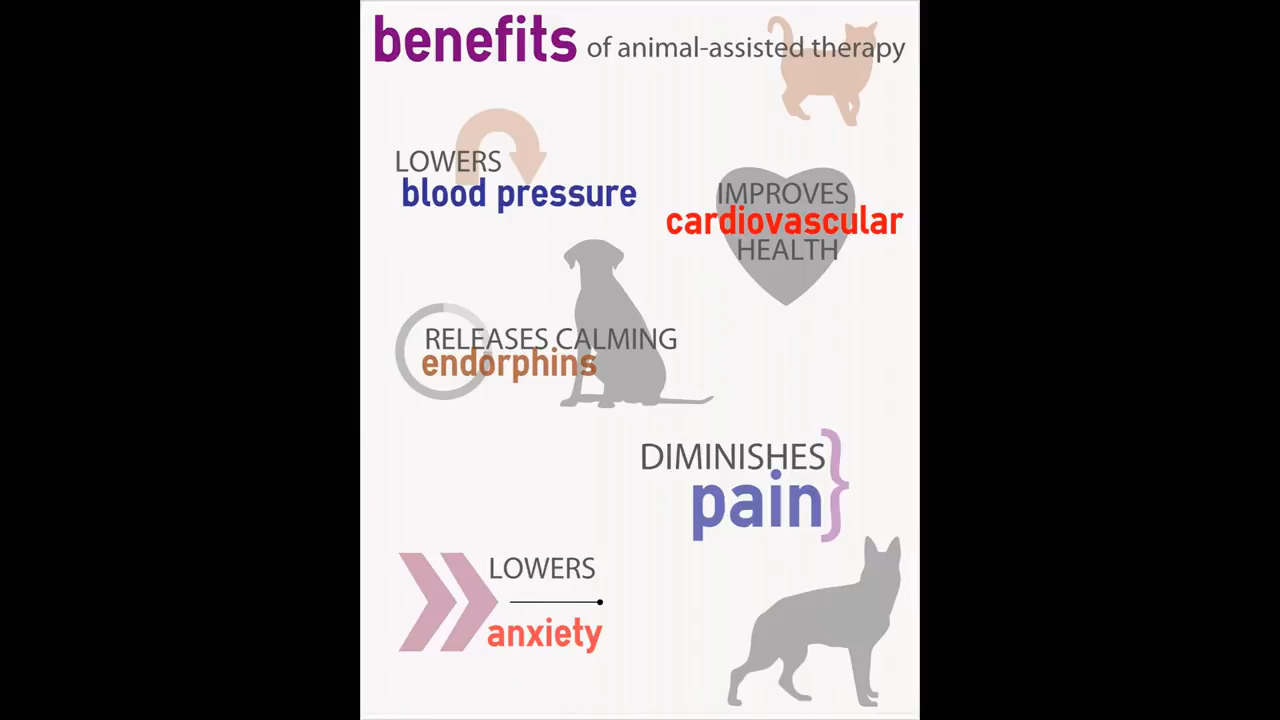 benefits of animal-assisted therapy
LOWERS
blood pressure
IMPROVES
cardiovascular
HEALTH
RELEASES CALMING
endorphins
DIMINISHES
pain
LOWERS
anxiety